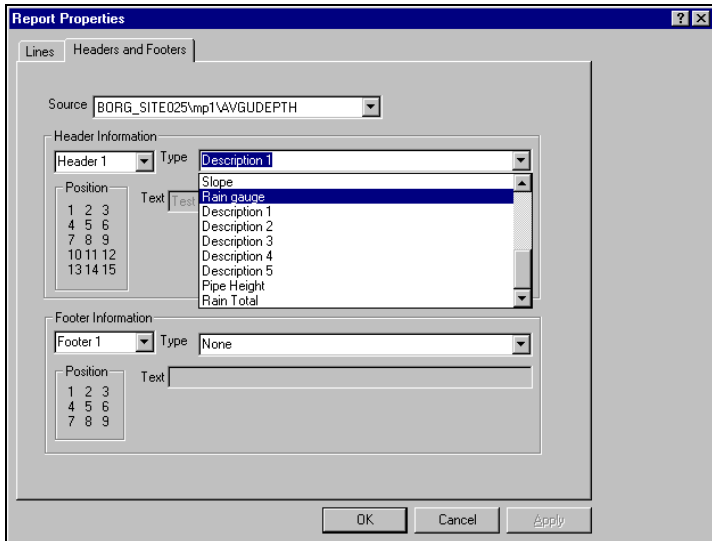 Report Properties
Lines Headers and Footers
Source BORG_SITE025\mp1\AVGUDEPTH
Header Information
Header 1 Type Description 1
Position
Text Test
1 2 3
4 5 6
7 8 9
10 11 12
13 14 15
Slope
Rain gauge
Description 1
Description 2
Description 3
Description 4
Description 5
Pipe Height
Rain Total
Footer Information
Footer 1 Type None
Position
Text
1 2 3
4 5 6
7 8 9
OK Cancel Apply